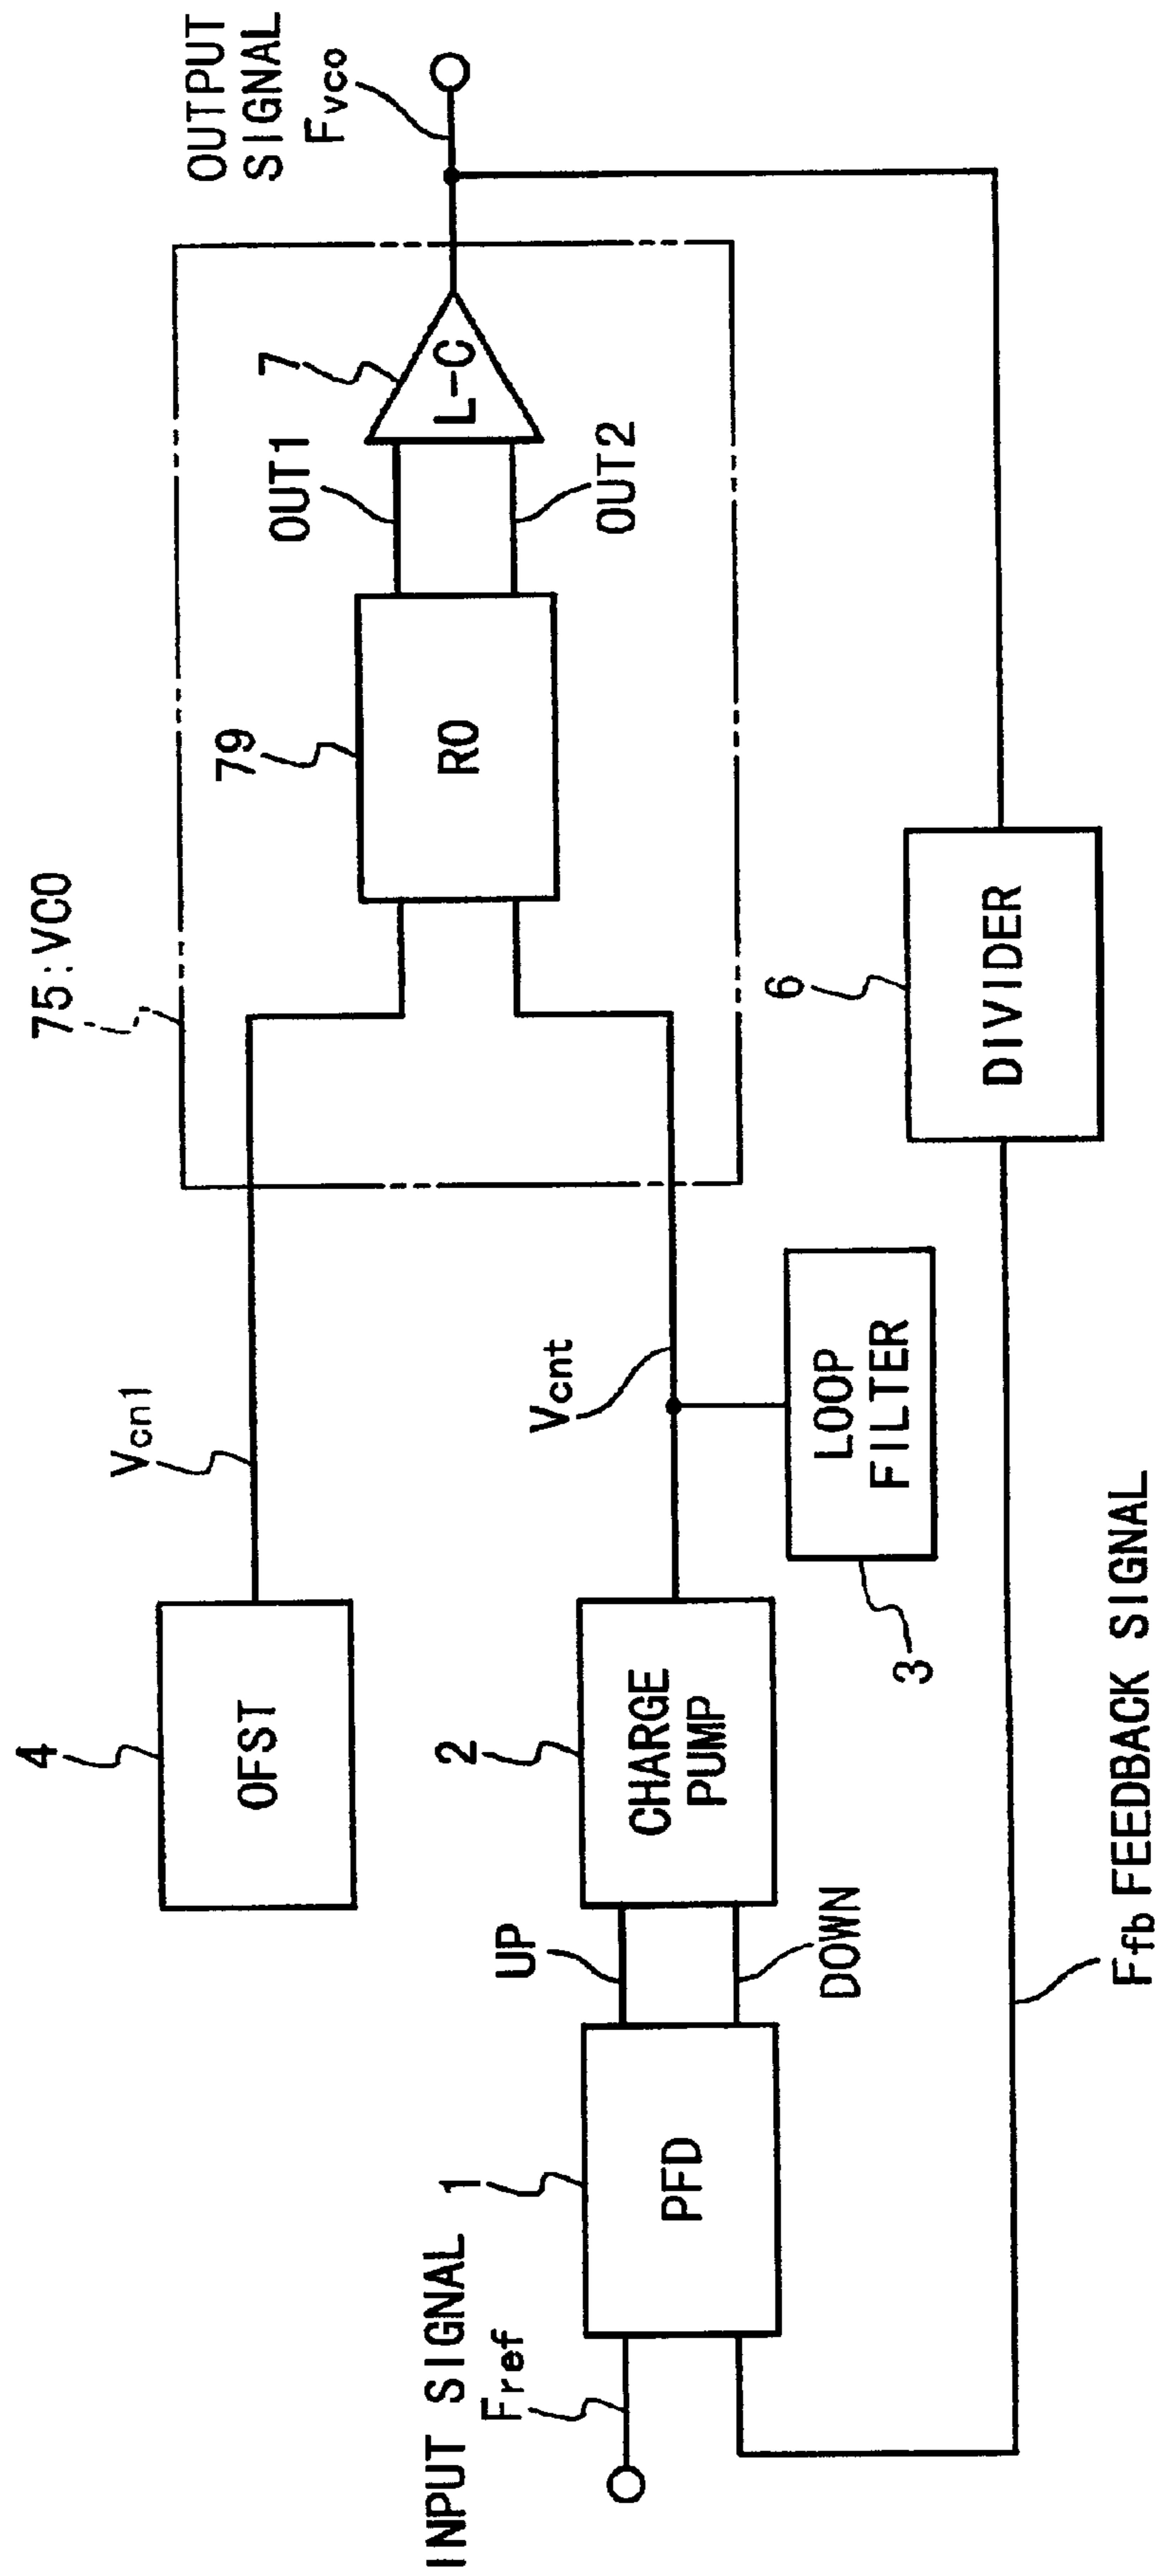 75:VCO
OUTPUT
SIGNAL
Fvco
4
OFST
Vcn1
79
RO
OUT1
OUT2
7
L-C
INPUT SIGNAL
Fref
1
PFD
UP
DOWN
2
CHARGE
PUMP
Vcnt
3
LOOP
FILTER
6
DIVIDER
Ffb FEEDBACK SIGNAL